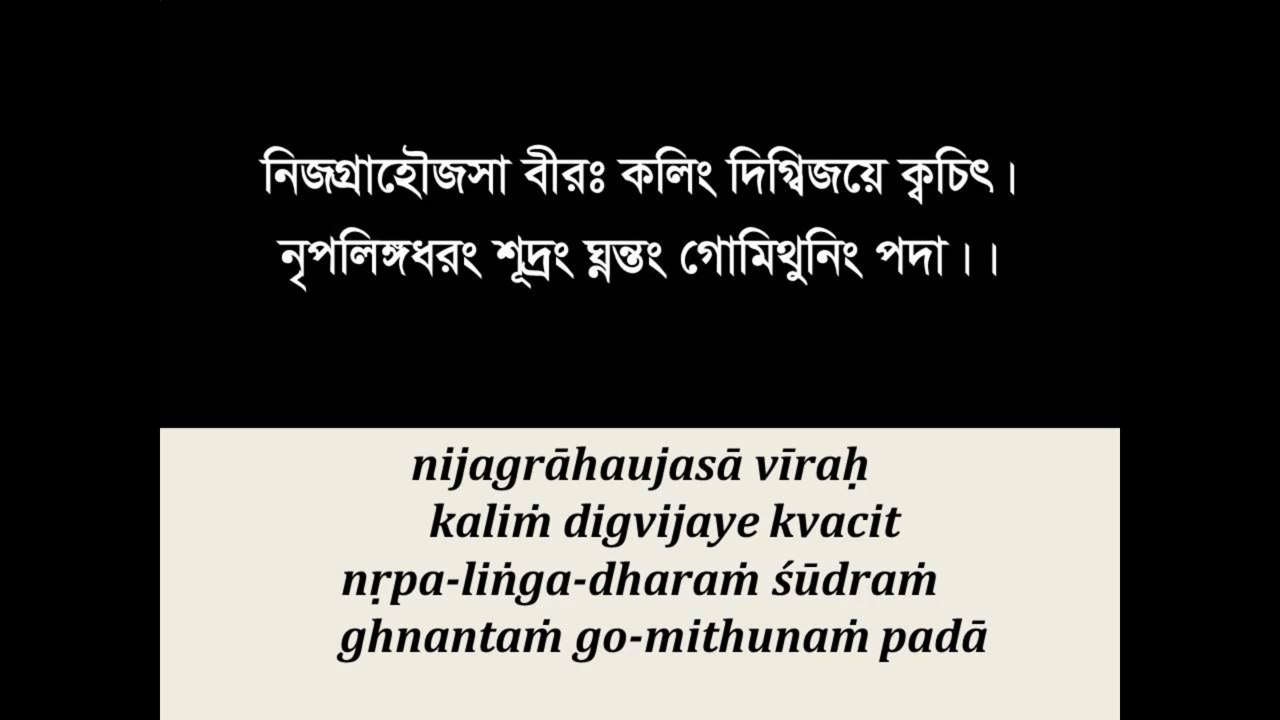 নিজগ্রাহৌজসা বীরঃ কলিং দিগ্বিজয়ে ক্বচিৎ।
নৃপলিঙ্গধরং শূদ্রং ঘ্নন্তং গোমিথুনিং পদা।।
nijagrāhaujasā vīraḥ
kaliṁ digvijaye kvacit
nṛpa-liṅga-dharaṁ śūdraṁ
ghnantaṁ go-mithunaṁ padā